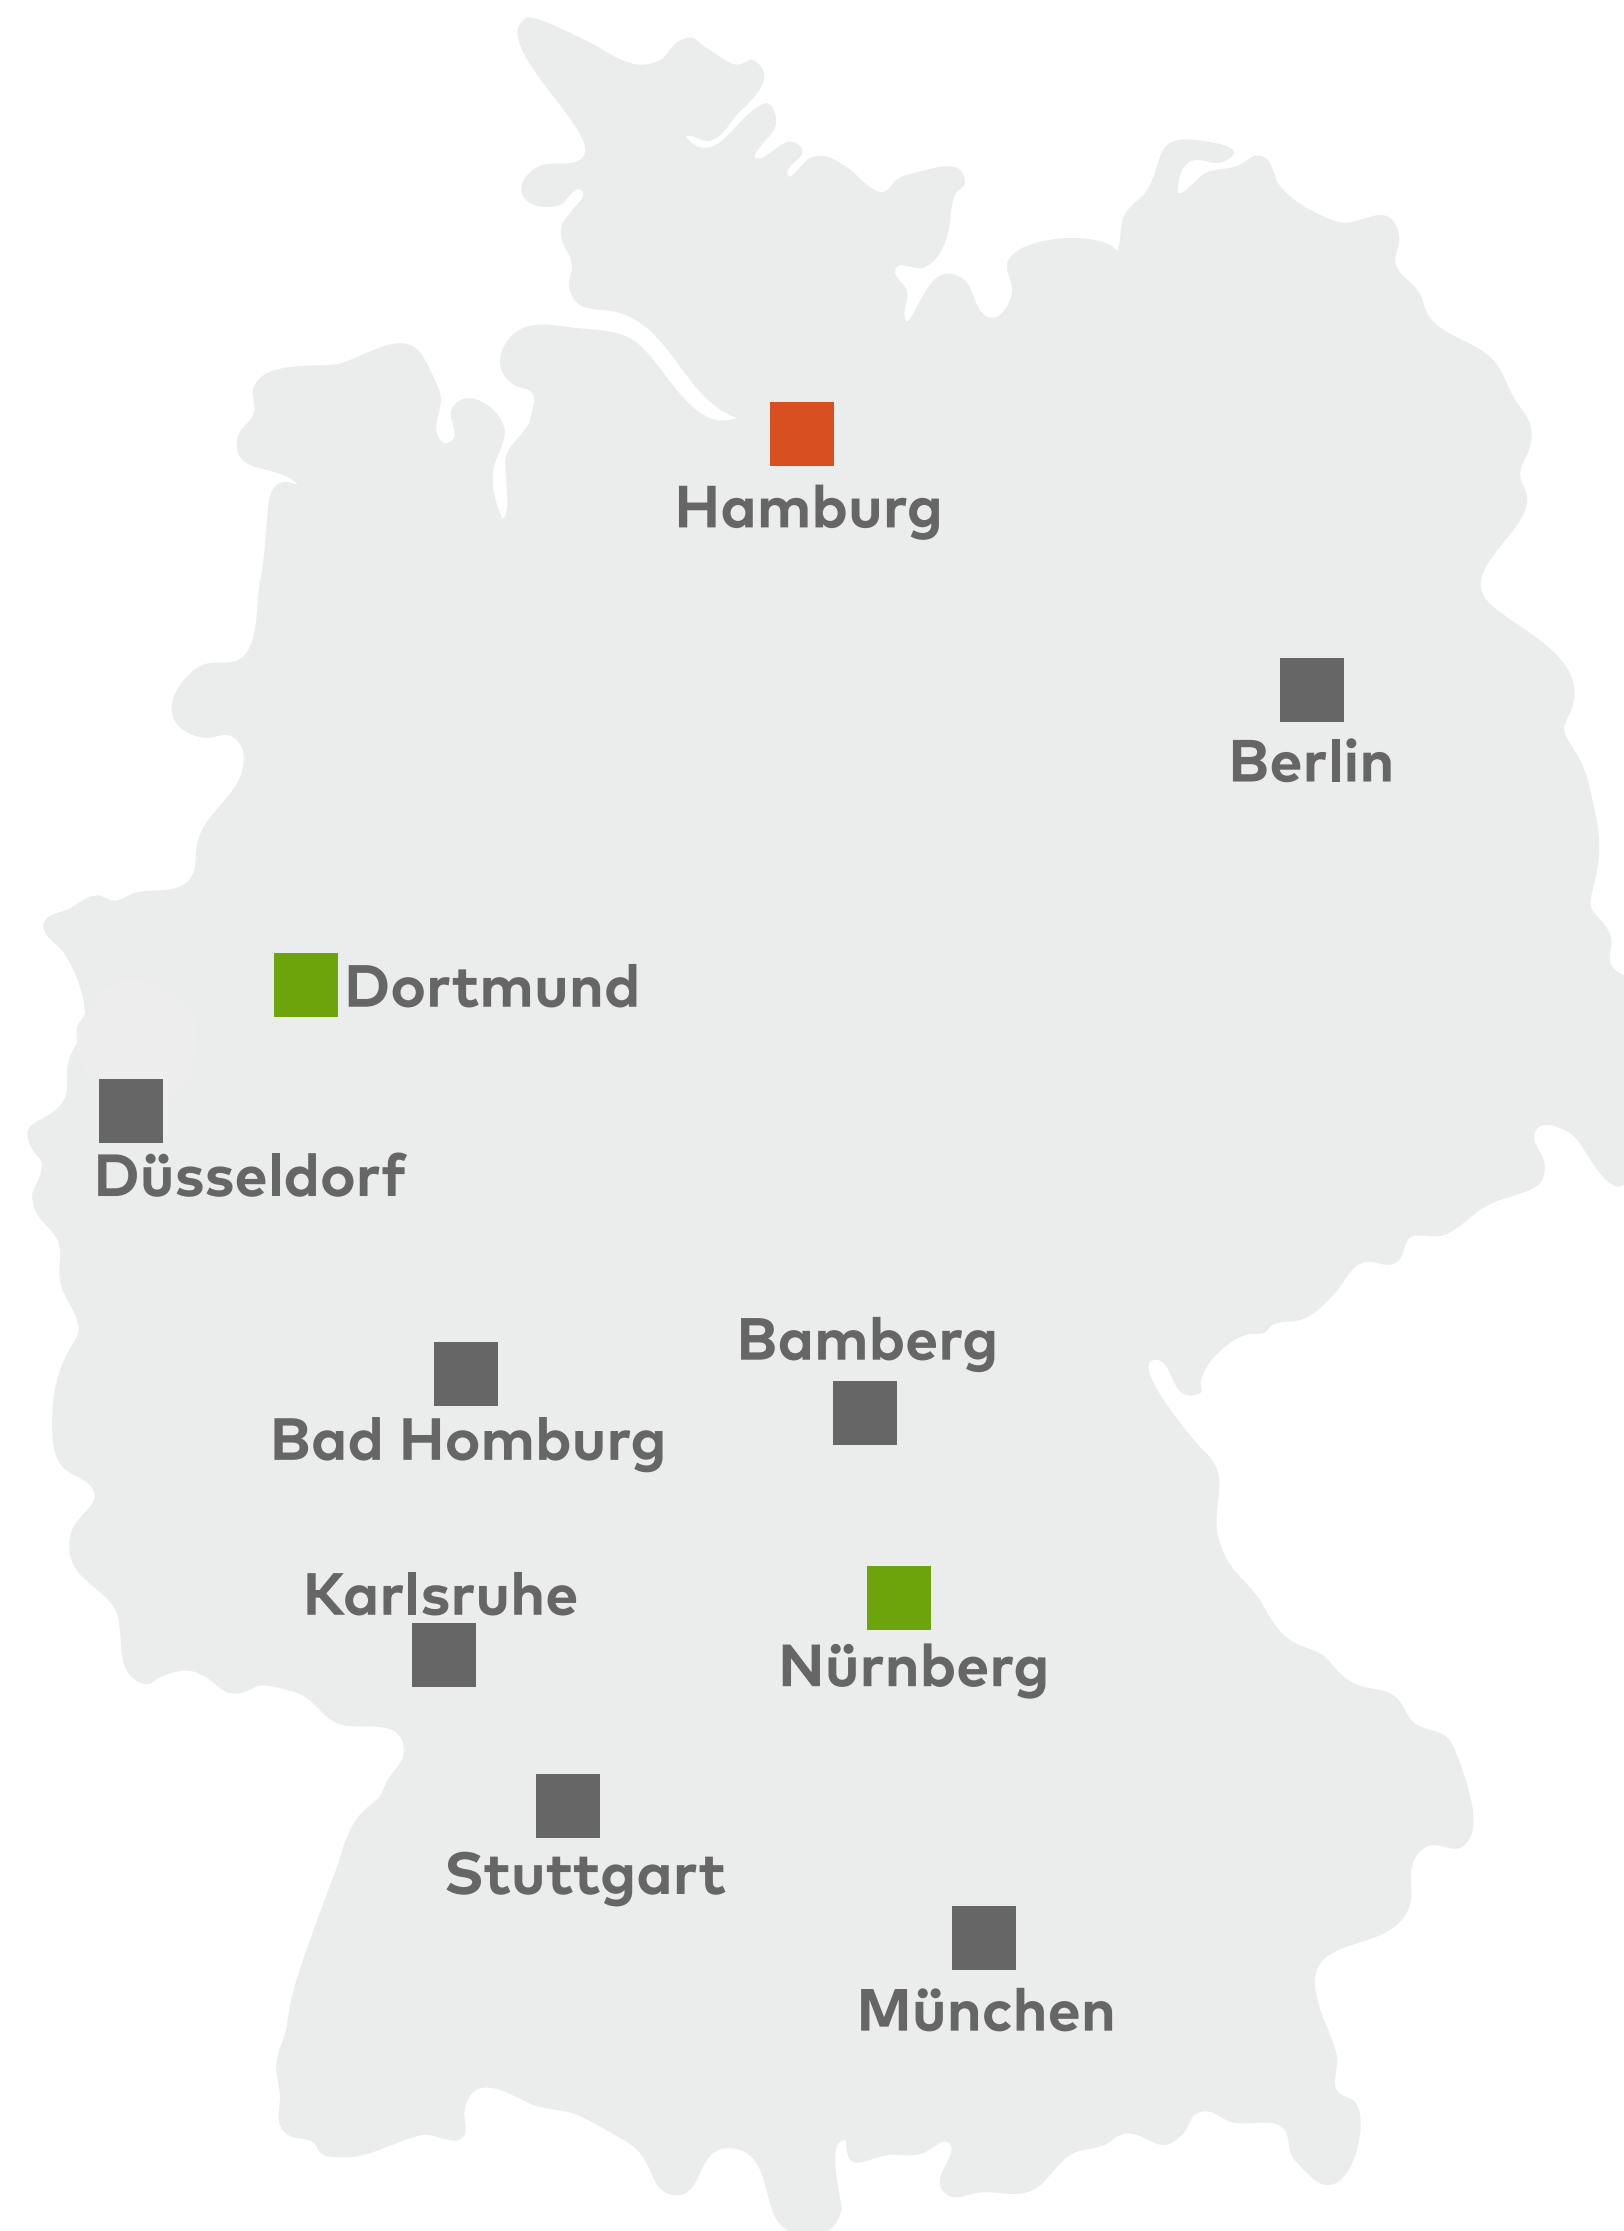 Hamburg
Berlin
Dortmund
Düsseldorf
Bamberg
Bad Homburg
Karlsruhe
Nürnberg
Stuttgart
München